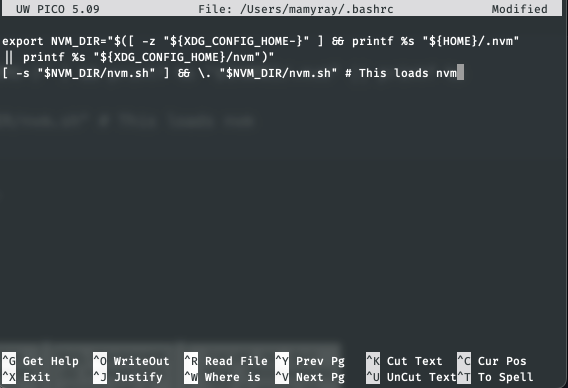 UW PICO 5.09 File: /Users/mamyray/.bashrc Modified
export NVM_DIR="$([ -z "${XDG_CONFIG_HOME-}" ] && printf %s "${HOME}/.nvm"
|| printf %s "${XDG_CONFIG_HOME}/nvm")"
[ -s "$NVM_DIR/nvm.sh" ] && \. "$NVM_DIR/nvm.sh" # This loads nvm
^G Get Help ^O WriteOut ^R Read File ^Y Prev Pg ^K Cut Text ^C Cur Pos
^X Exit ^J Justify ^W Where is ^V Next Pg ^U UnCut Text ^T To Spell